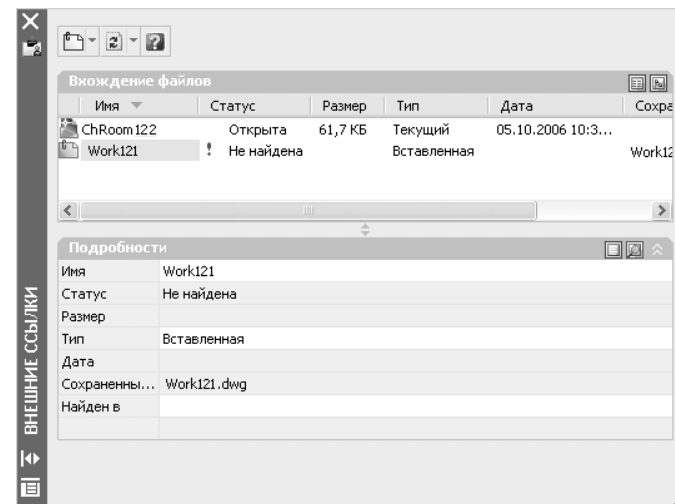 Вхождение файлов
Имя Статус Размер Тип Дата Сохра
ChRoom122 Открыта 61,7 КБ Текущий 05.10.2006 10:3...
Work121 ! Не найдена Вставленная Work12
Подробности
Имя Work121
Статус Не найдена
Размер
Тип Вставленная
Дата
Сохраненны... Work121.dwg
Найден в
ВНЕШНИЕ ССЫЛКИ